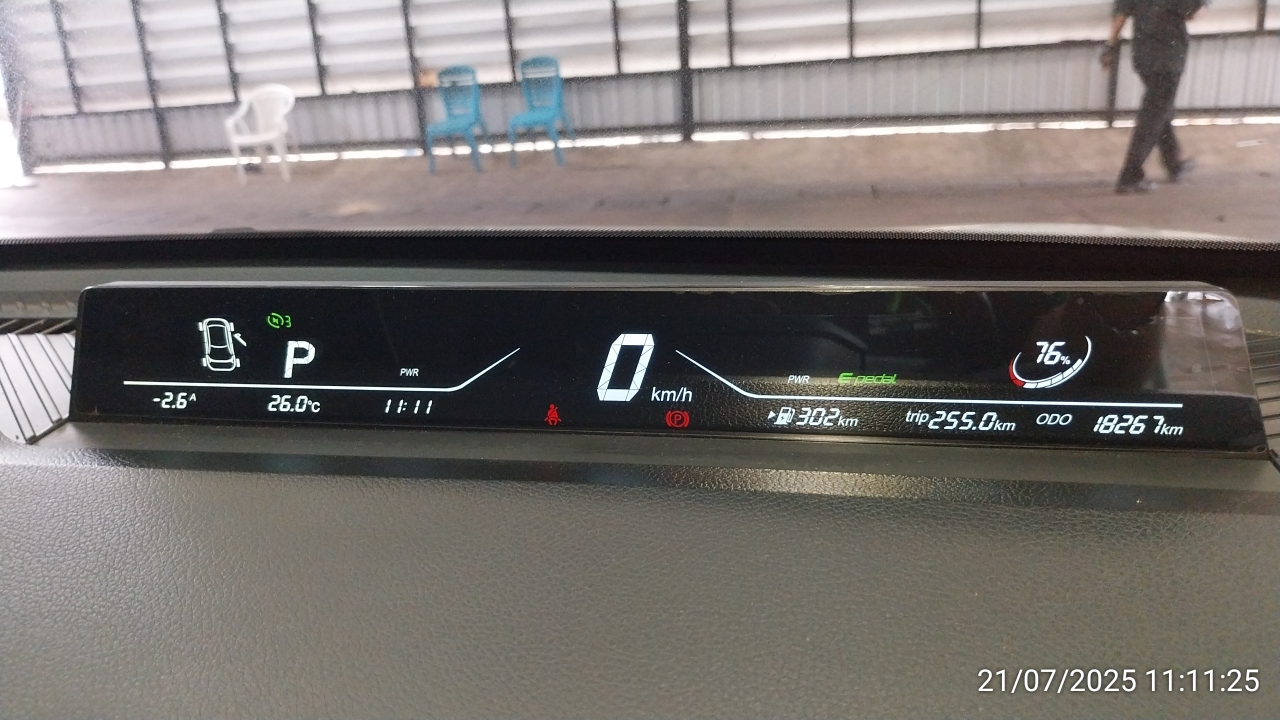 3
P
PWR
-2.6A
26.0°C
11:11
0 km/h
P
PWR
E-pedal
76%
302km
trip 255.0km
ODO 18267km
21/07/2025 11:11:25